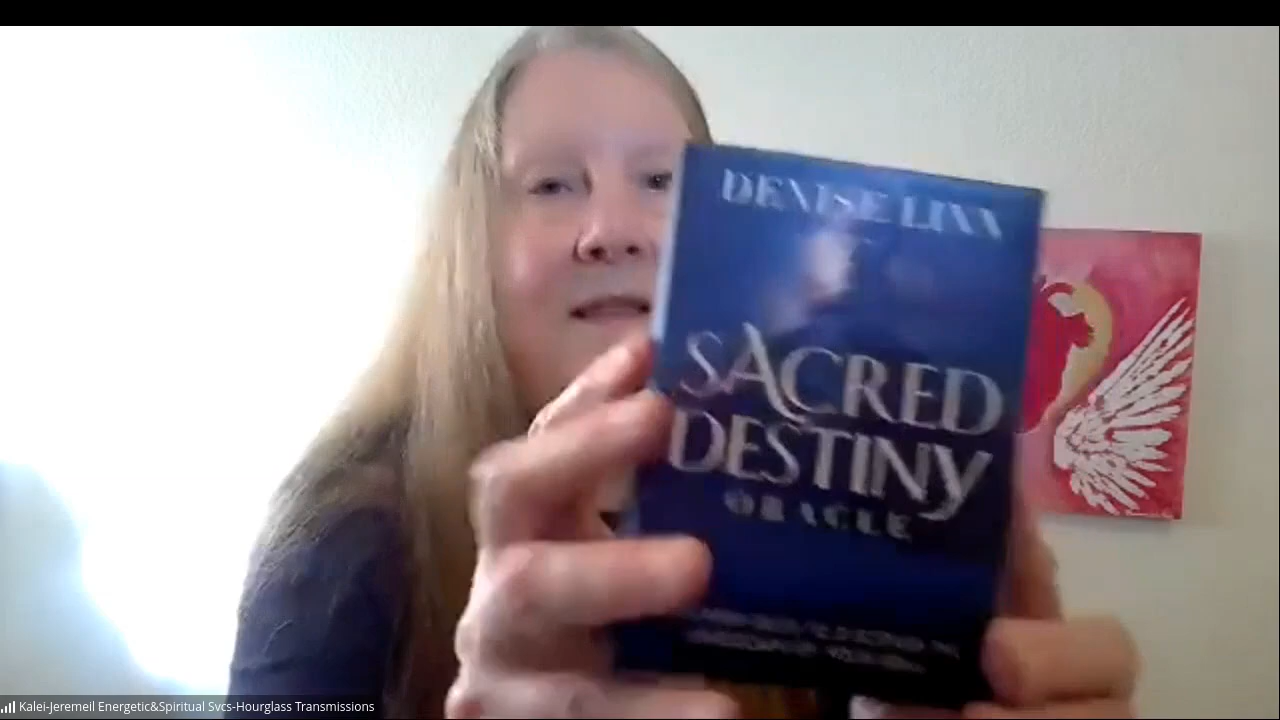 DENISE LINN
SACRED
DESTINY
ORACLE
Kalei-Jeremeil Energetic&Spiritual Svcs-Hourglass Transmissions